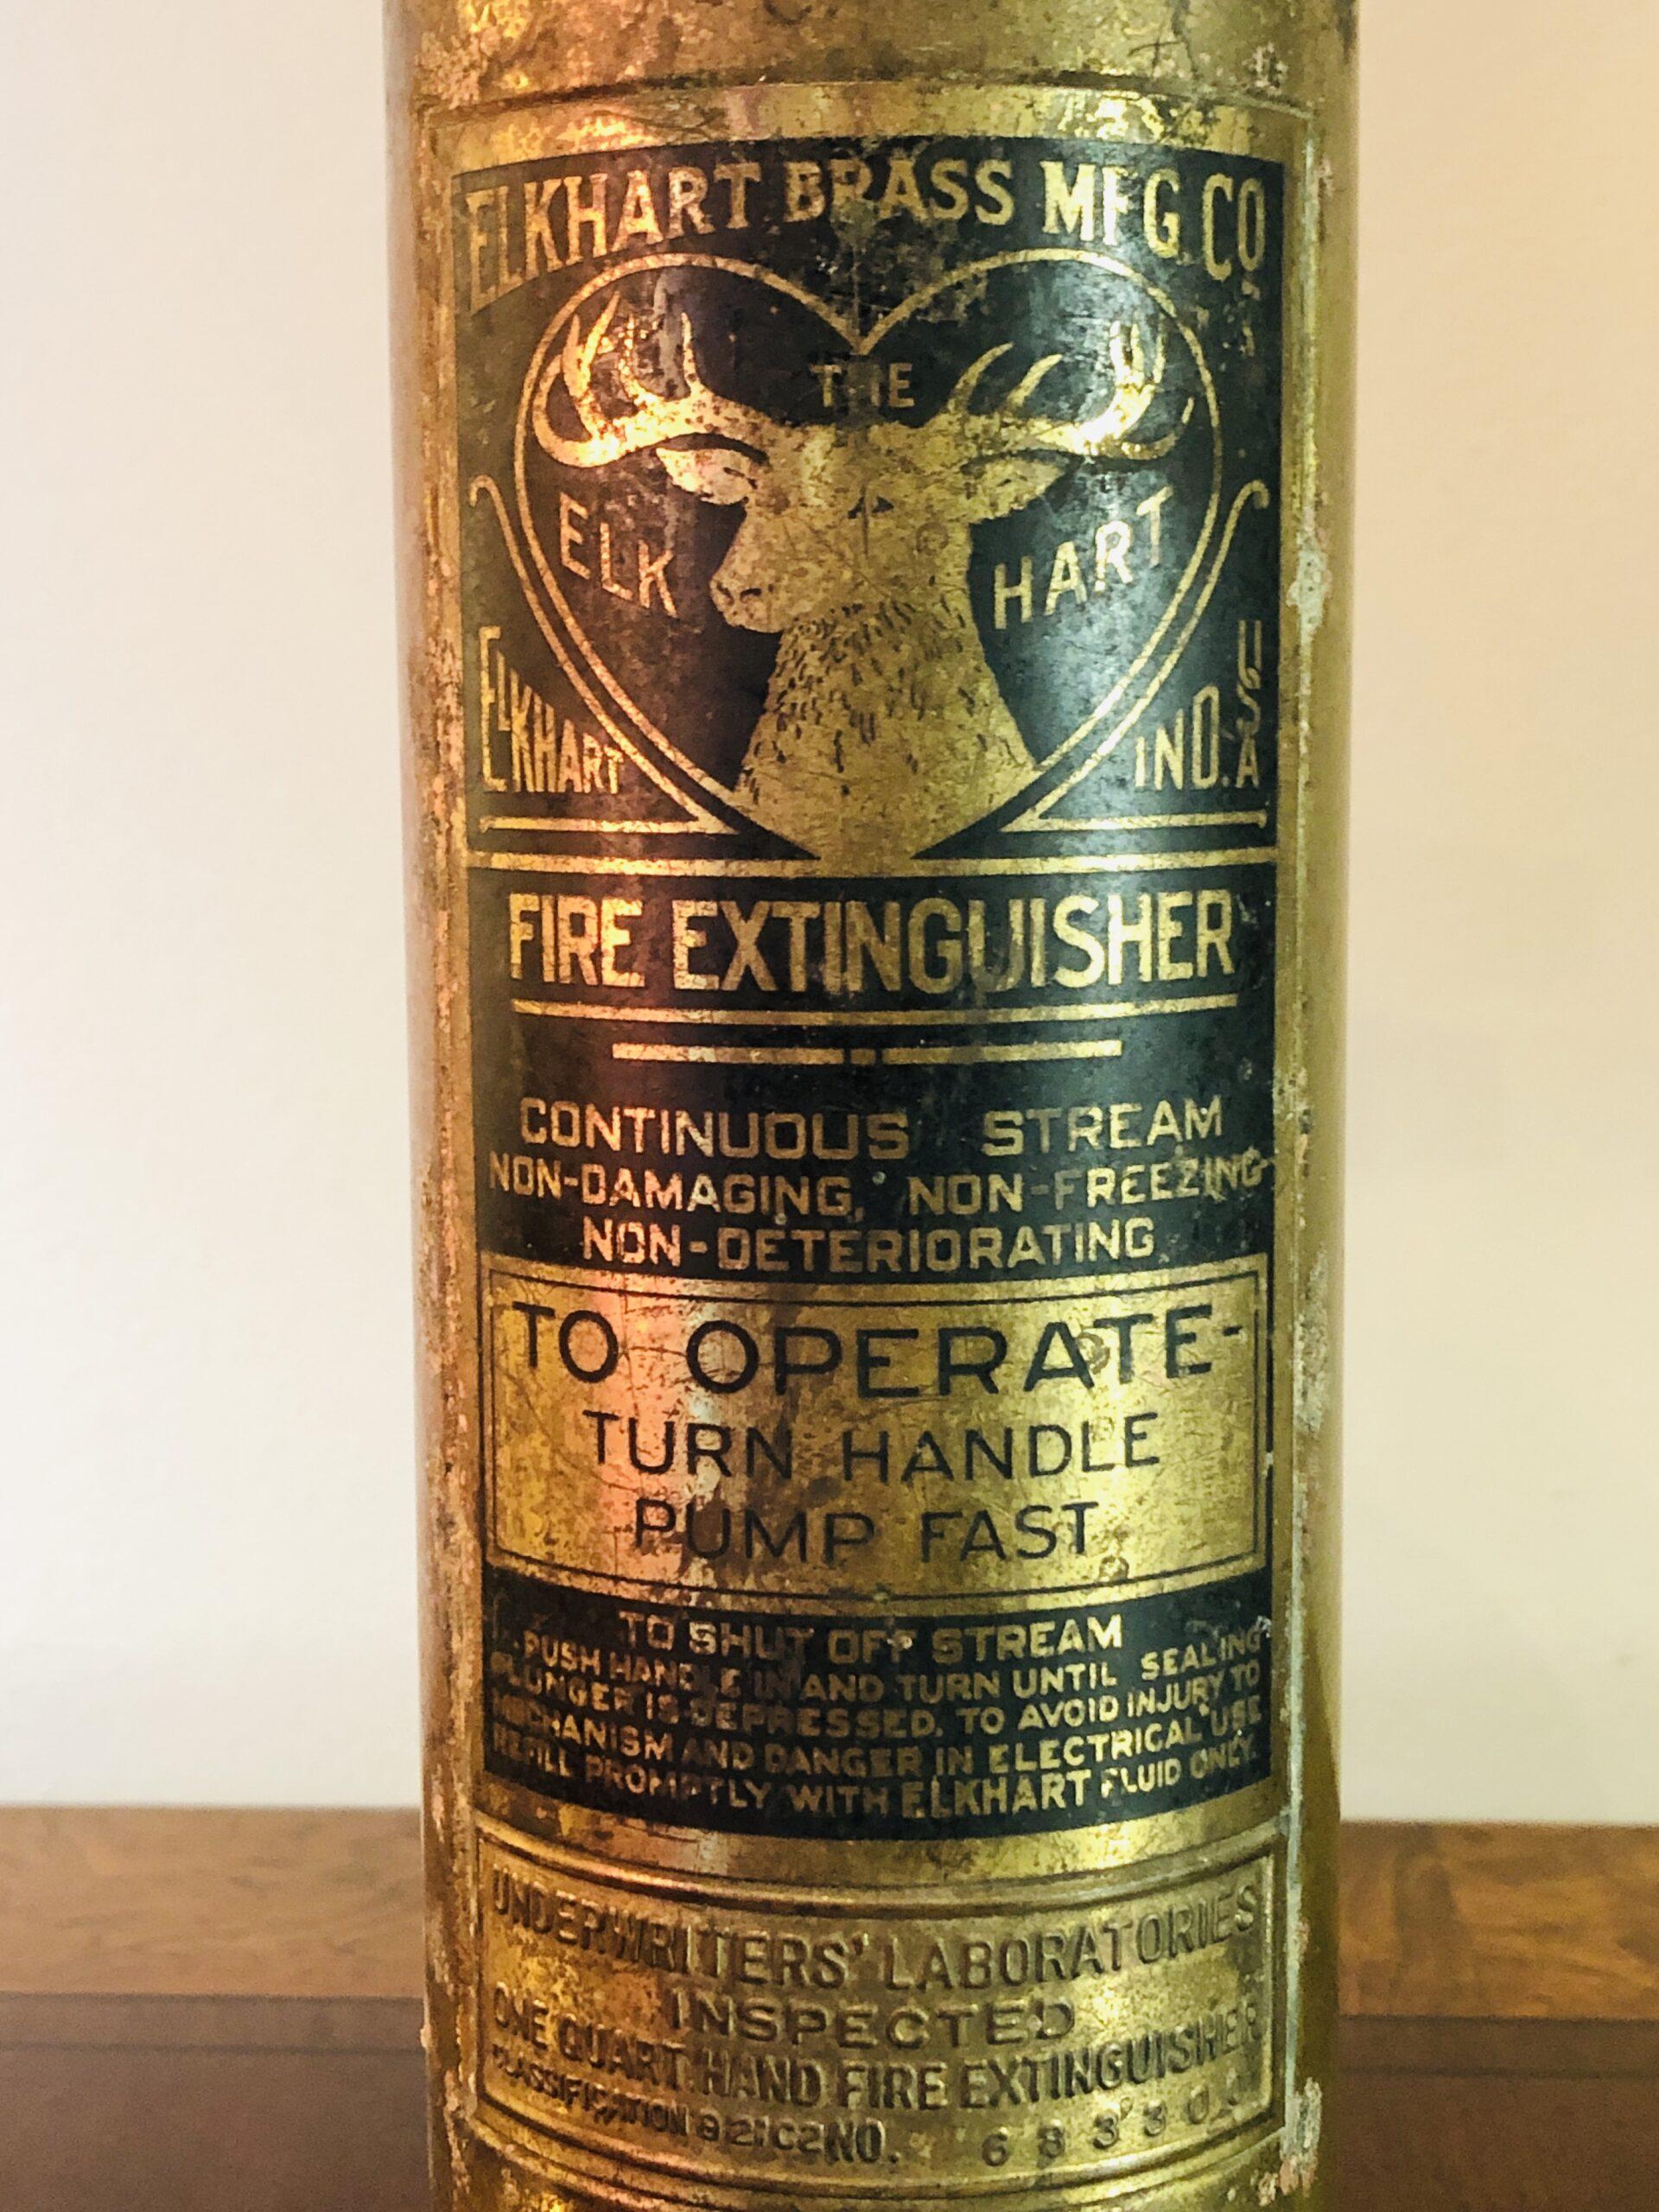 ELKHART BRASS MFG. CO
THE
ELK HART
ELKHART IND. U.S.A
FIRE EXTINGUISHER
CONTINUOUS STREAM
NON-DAMAGING, NON-FREEZING
NON-DETERIORATING
TO OPERATE-
TURN HANDLE
PUMP FAST
TO SHUT OFF STREAM
PUSH HANDLE IN AND TURN UNTIL SEALING
PLUNGER IS DEPRESSED. TO AVOID INJURY TO
MECHANISM AND DANGER IN ELECTRICAL USE
REFILL PROMPTLY WITH ELKHART FLUID ONLY.
UNDERWRITERS' LABORATORIES
INSPECTED
ONE QUART HAND FIRE EXTINGUISHER
CLASSIFICATION NO.